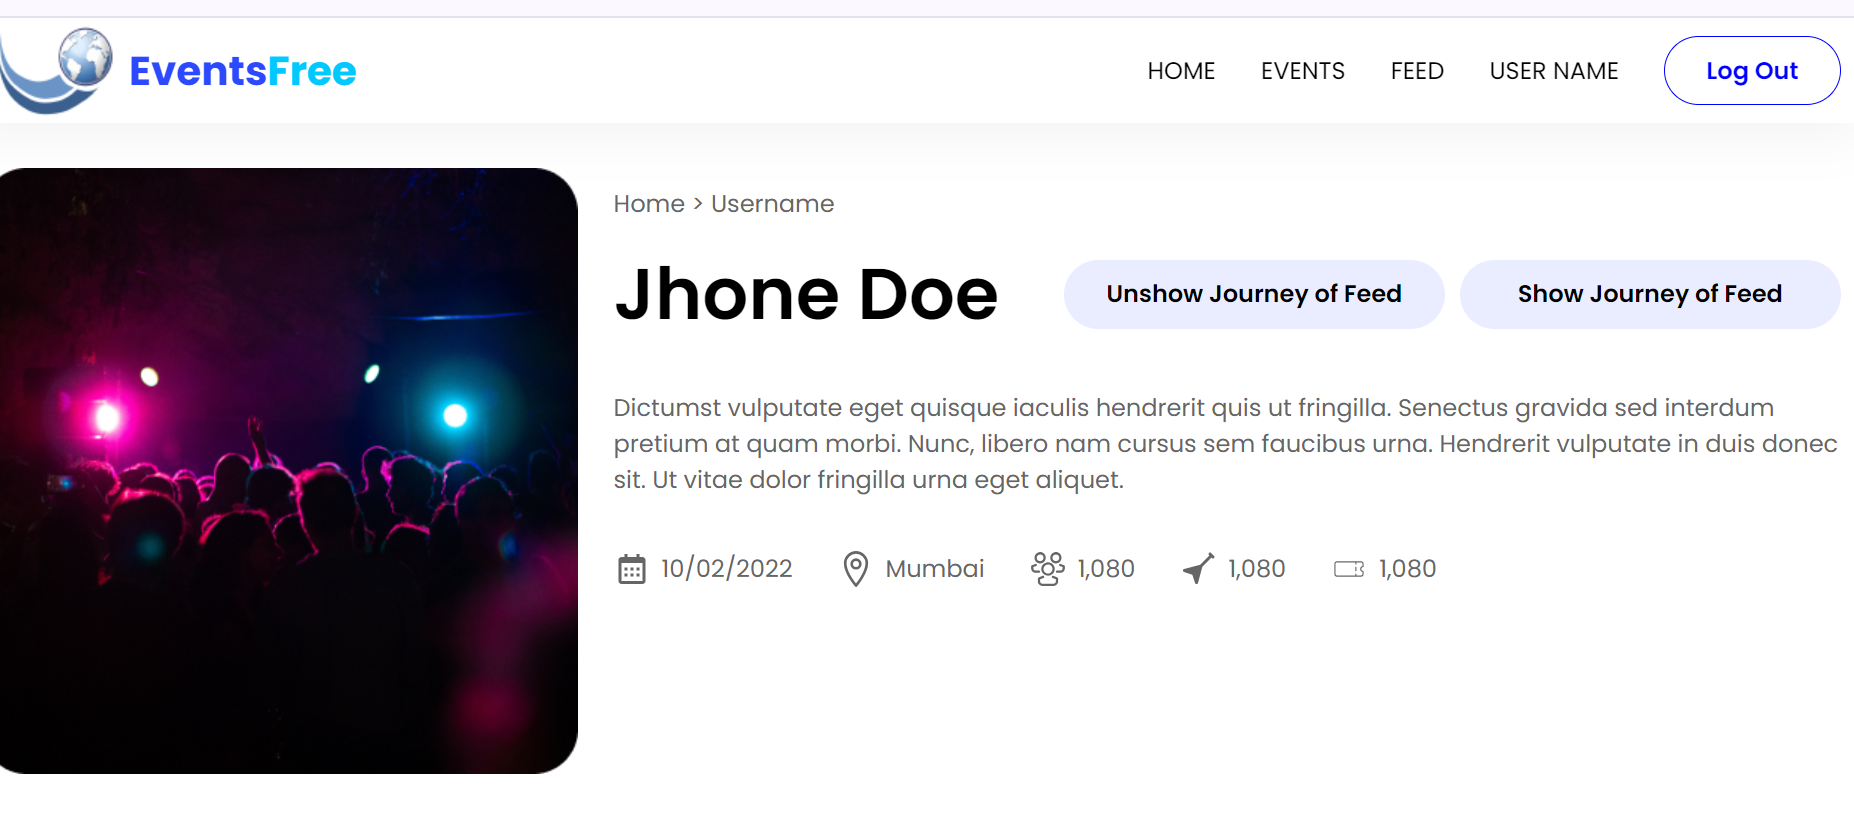 EventsFree
HOME EVENTS FEED USER NAME Log Out
Home > Username
Jhone Doe
Unshow Journey of Feed
Show Journey of Feed
Dictumst vulputate eget quisque iaculis hendrerit quis ut fringilla. Senectus gravida sed interdum
pretium at quam morbi. Nunc, libero nam cursus sem faucibus urna. Hendrerit vulputate in duis donec
sit. Ut vitae dolor fringilla urna eget aliquet.
10/02/2022 Mumbai 1,080 1,080 1,080